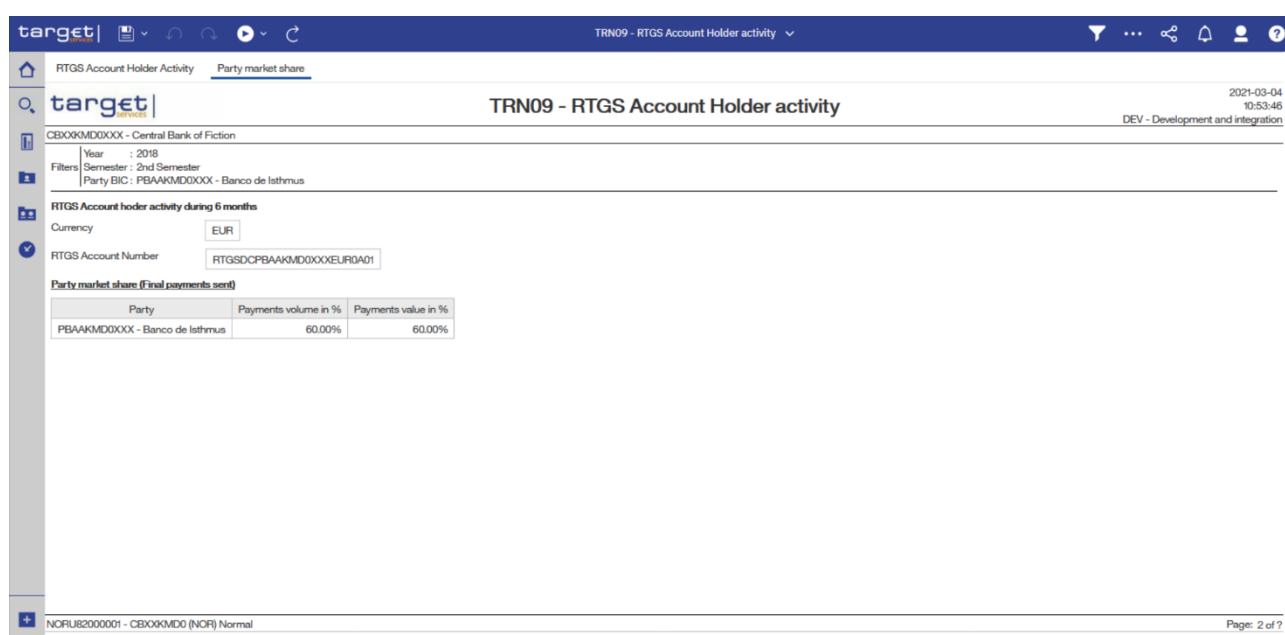 target|
services
TRN09 - RTGS Account Holder activity
RTGS Account Holder Activity Party market share
target|
services
TRN09 - RTGS Account Holder activity
2021-03-04
10:53:46
DEV - Development and integration
CBXXKMD0XXX - Central Bank of Fiction
Filters
Year : 2018
Semester : 2nd Semester
Party BIC : PBAAKMD0XXX - Banco de Isthmus
RTGS Account hoder activity during 6 months
Currency EUR
RTGS Account Number RTGSDCPBAAKMD0XXXEUR0A01
Party market share (Final payments sent)
Party Payments volume in % Payments value in %
PBAAKMD0XXX - Banco de Isthmus 60.00% 60.00%
NORU82000001 - CBXXKMD0 (NOR) Normal Page: 2 of ?